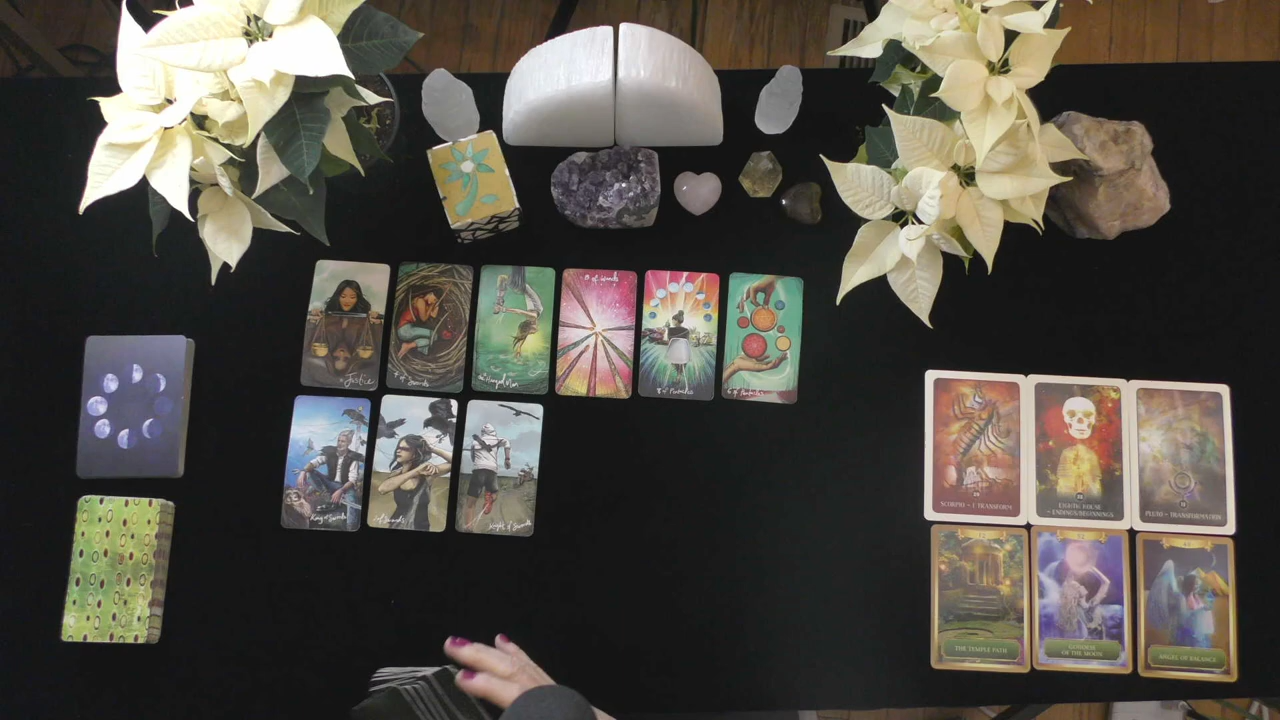 Justice
of Swords
the Hanged Man
8 of Wands
8 of Pentacles
6 of Pentacles
King of Swords
of Swords
Knight of Swords
SCORPIO ~ I TRANSFORM
EIGHTH HOUSE
~ ENDINGS/BEGINNINGS
PLUTO ~ TRANSFORMATION
THE TEMPLE PATH
GODDESS
OF THE MOON
ANGEL OF BALANCE